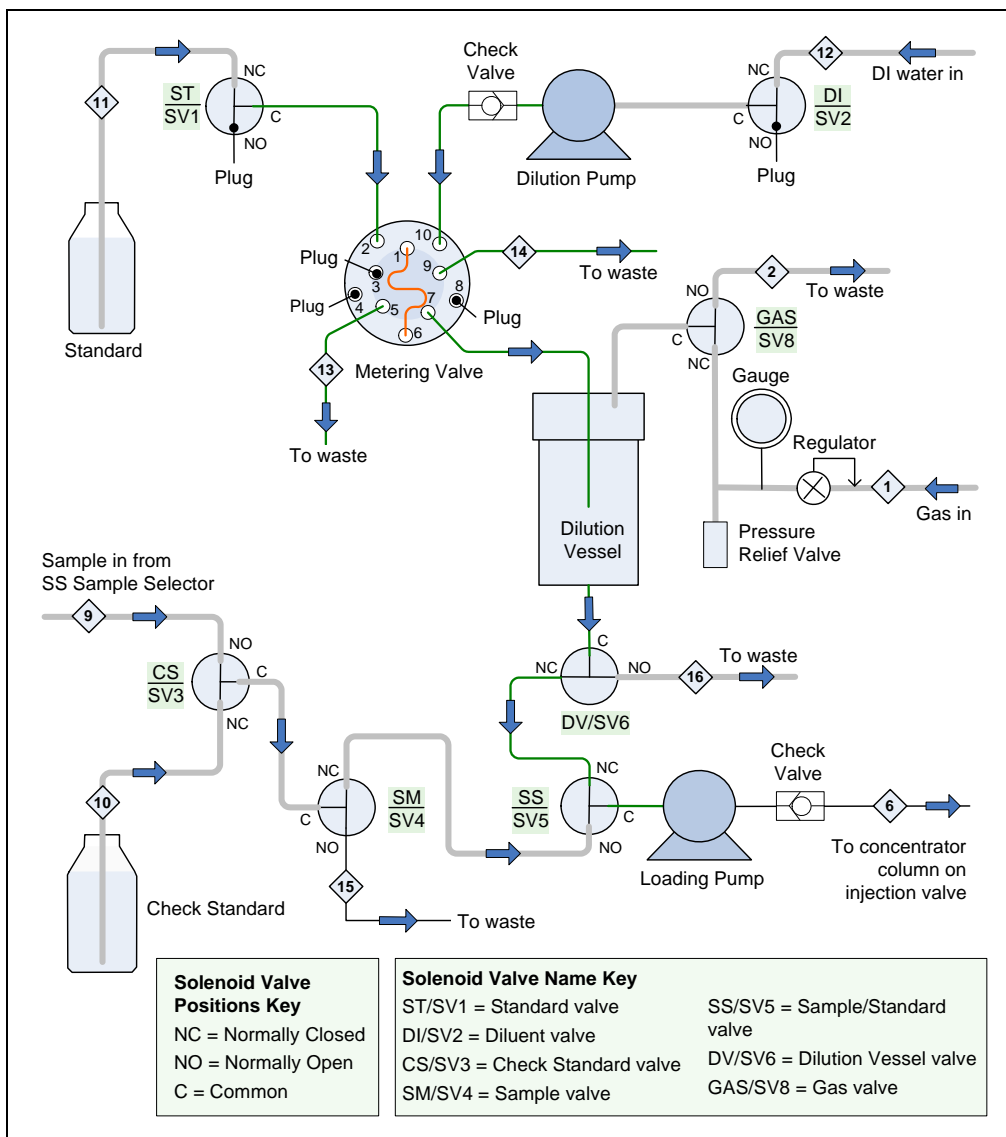 11
NC
ST
SV1
C
NO
Plug
Standard
Check
Valve
Dilution Pump
NC
12
DI water in
C
DI
SV2
NO
Plug
2
1
10
9
14
To waste
Plug
3
Plug
4
5
7
8
Plug
6
Metering Valve
13
To waste
2
To waste
NO
C
GAS
SV8
NC
Gauge
Regulator
1
Gas in
Pressure
Relief Valve
Dilution
Vessel
Sample in from
SS Sample Selector
9
NO
CS
SV3
C
NC
10
Check Standard
NC
C
SM
SV4
NO
15
To waste
C
NC
NO
16
To waste
DV/SV6
NC
SS
SV5
C
NO
Loading Pump
Check
Valve
6
To concentrator
column on
injection valve
Solenoid Valve
Positions Key
NC = Normally Closed
NO = Normally Open
C = Common
Solenoid Valve Name Key
ST/SV1 = Standard valve
DI/SV2 = Diluent valve
CS/SV3 = Check Standard valve
SM/SV4 = Sample valve
SS/SV5 = Sample/Standard
valve
DV/SV6 = Dilution Vessel valve
GAS/SV8 = Gas valve